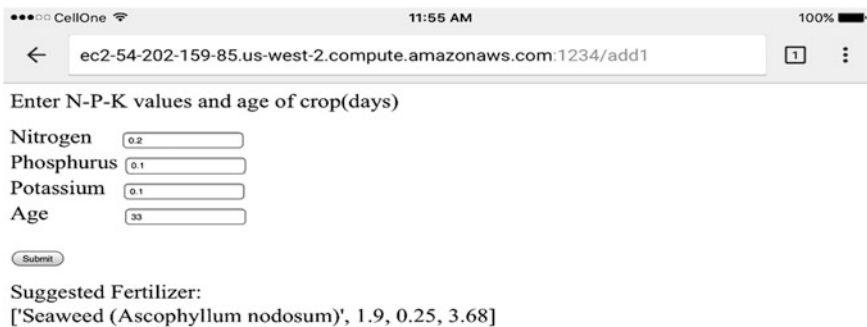 CellOne 11:55 AM 100%
ec2-54-202-159-85.us-west-2.compute.amazonaws.com:1234/add1 1
Enter N-P-K values and age of crop(days)
Nitrogen 0.2
Phosphurus 0.1
Potassium 0.1
Age 33
Submit
Suggested Fertilizer:
['Seaweed (Ascophyllum nodosum)', 1.9, 0.25, 3.68]